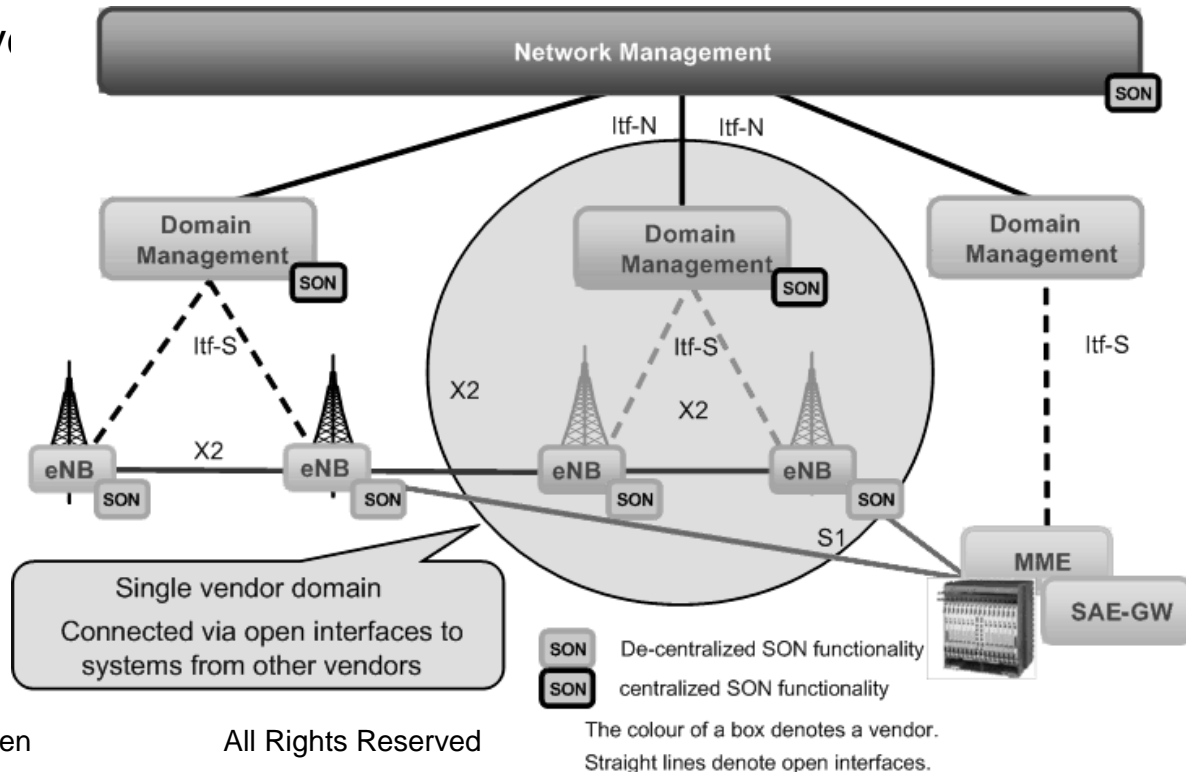 Network Management
SON
Itf-N
Itf-N
Domain
Management
SON
Domain
Management
SON
Domain
Management
Itf-S
Itf-S
Itf-S
X2
X2
X2
eNB
SON
eNB
SON
eNB
SON
eNB
SON
S1
MME
SAE-GW
Single vendor domain
Connected via open interfaces to
systems from other vendors
SON De-centralized SON functionality
SON centralized SON functionality
The colour of a box denotes a vendor.
Straight lines denote open interfaces.
en
All Rights Reserved